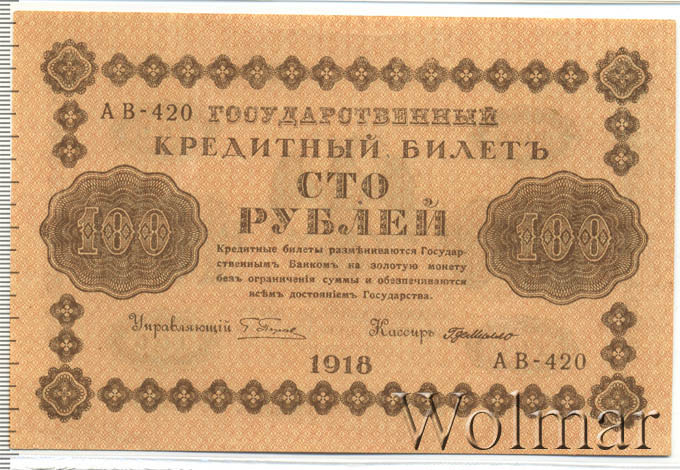 АВ-420 ГОСУДАРСТВЕННЫЙ
КРЕДИТНЫЙ БИЛЕТЪ
СТО
РУБЛЕЙ
100
100
Кредитные билеты размѣниваются Государ-
ственнымъ Банкомъ на золотую монету
безъ ограниченія суммы и обезпечиваются
всѣмъ достояніемъ Государства.
Управляющій
Кассиръ
1918
АВ-420
Wolmar